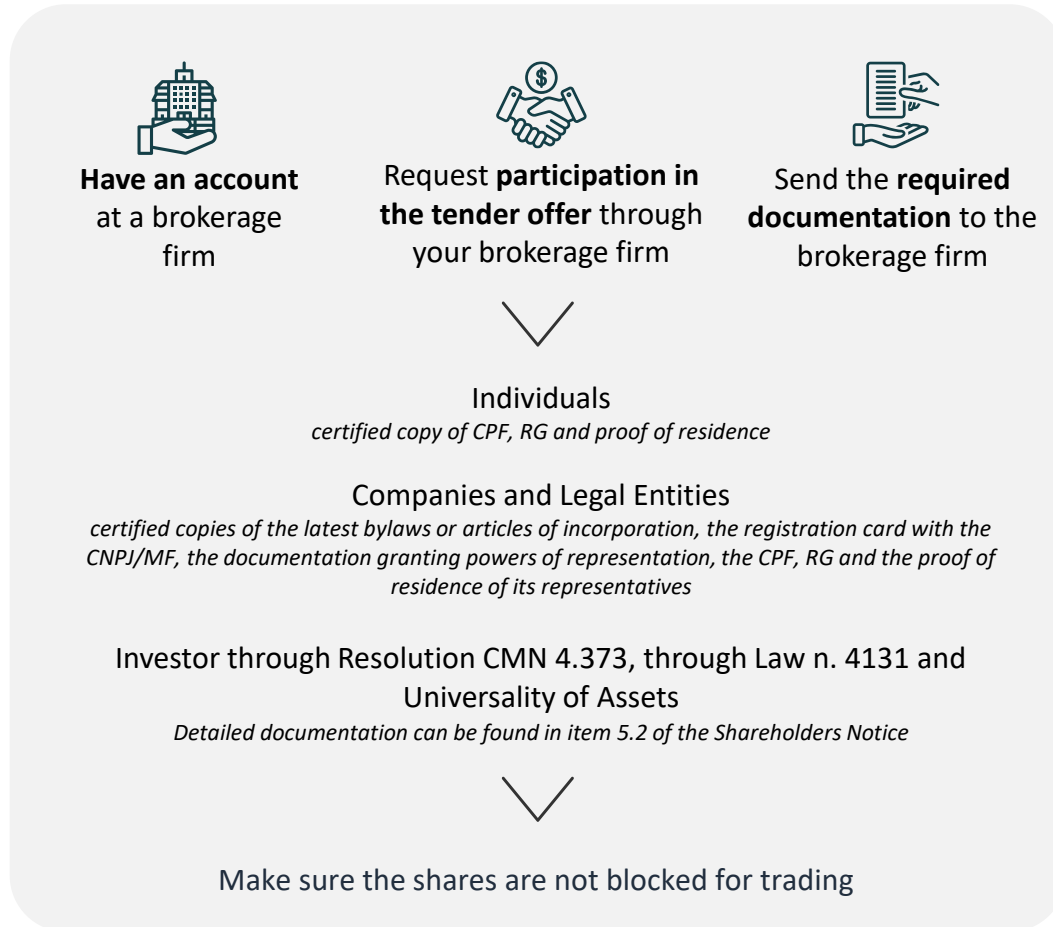 Have an account
at a brokerage
firm
Request participation in
the tender offer through
your brokerage firm
Send the required
documentation to the
brokerage firm
Individuals
certified copy of CPF, RG and proof of residence
Companies and Legal Entities
certified copies of the latest bylaws or articles of incorporation, the registration card with the
CNPJ/MF, the documentation granting powers of representation, the CPF, RG and the proof of
residence of its representatives
Investor through Resolution CMN 4.373, through Law n. 4131 and
Universality of Assets
Detailed documentation can be found in item 5.2 of the Shareholders Notice
Make sure the shares are not blocked for trading